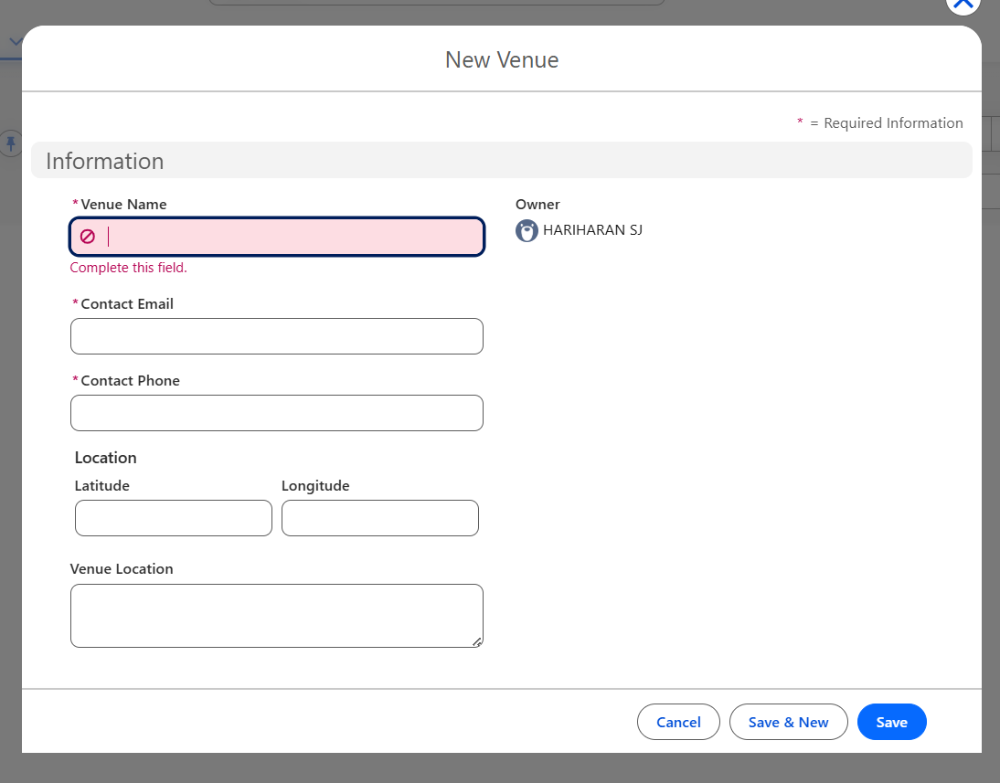 New Venue
* = Required Information
Information
*Venue Name
Complete this field.
Owner
HARIHARAN SJ
*Contact Email
*Contact Phone
Location
Latitude
Longitude
Venue Location
Cancel
Save & New
Save